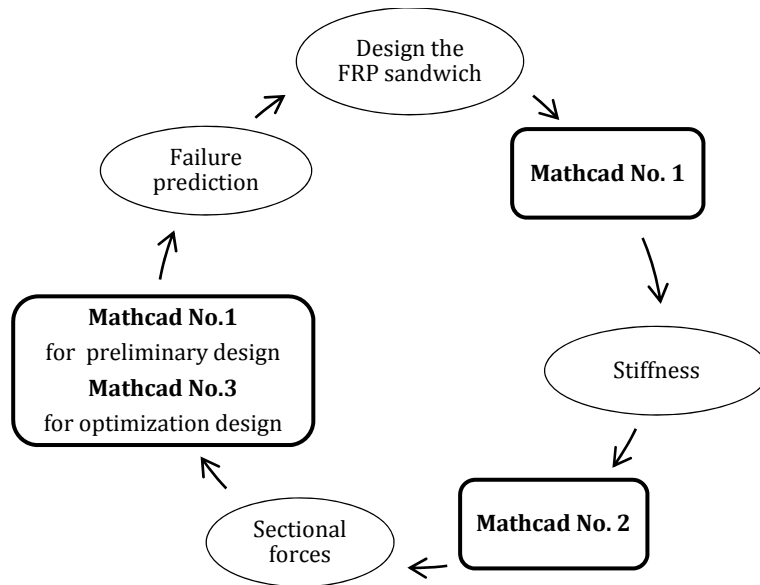 Design the
FRP sandwich
Mathcad No. 1
Stiffness
Mathcad No. 2
Sectional
forces
Mathcad No.1
for preliminary design
Mathcad No.3
for optimization design
Failure
prediction